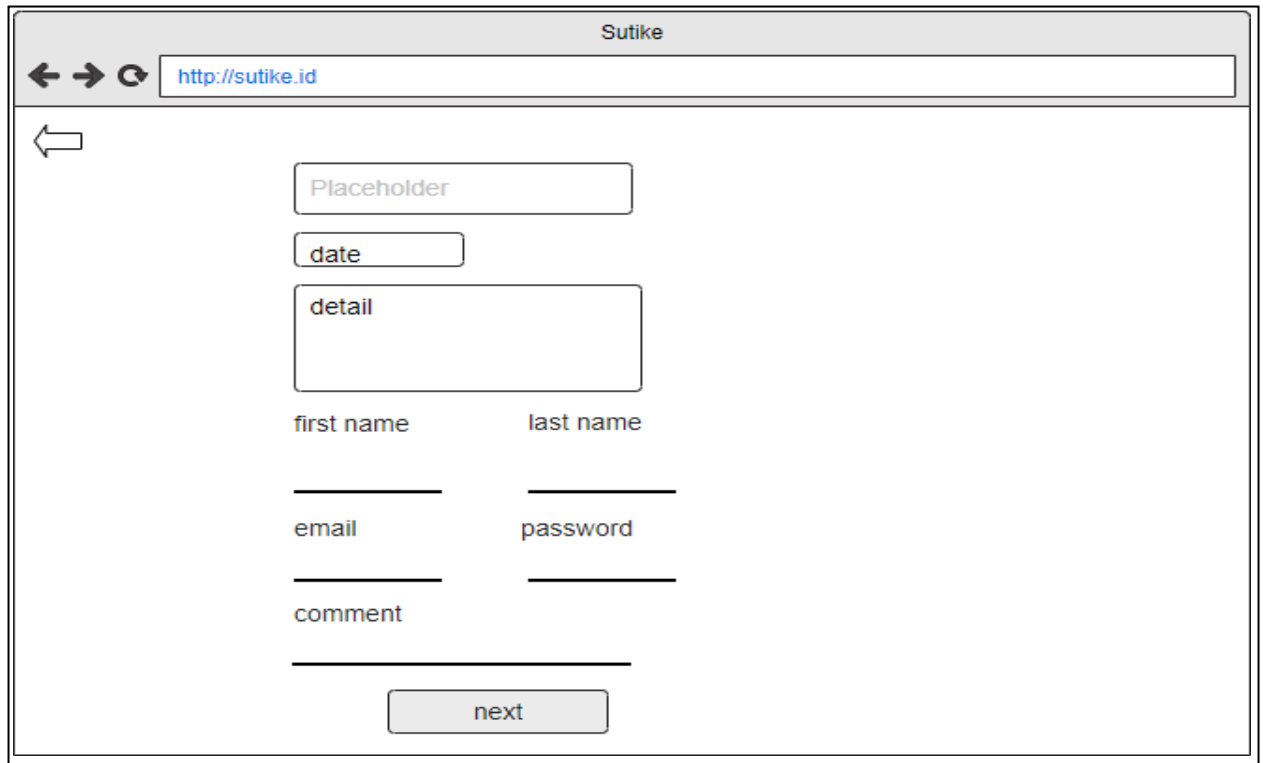 Sutike
http://sutike.id
Placeholder
date
detail
first name last name
email password
comment
next